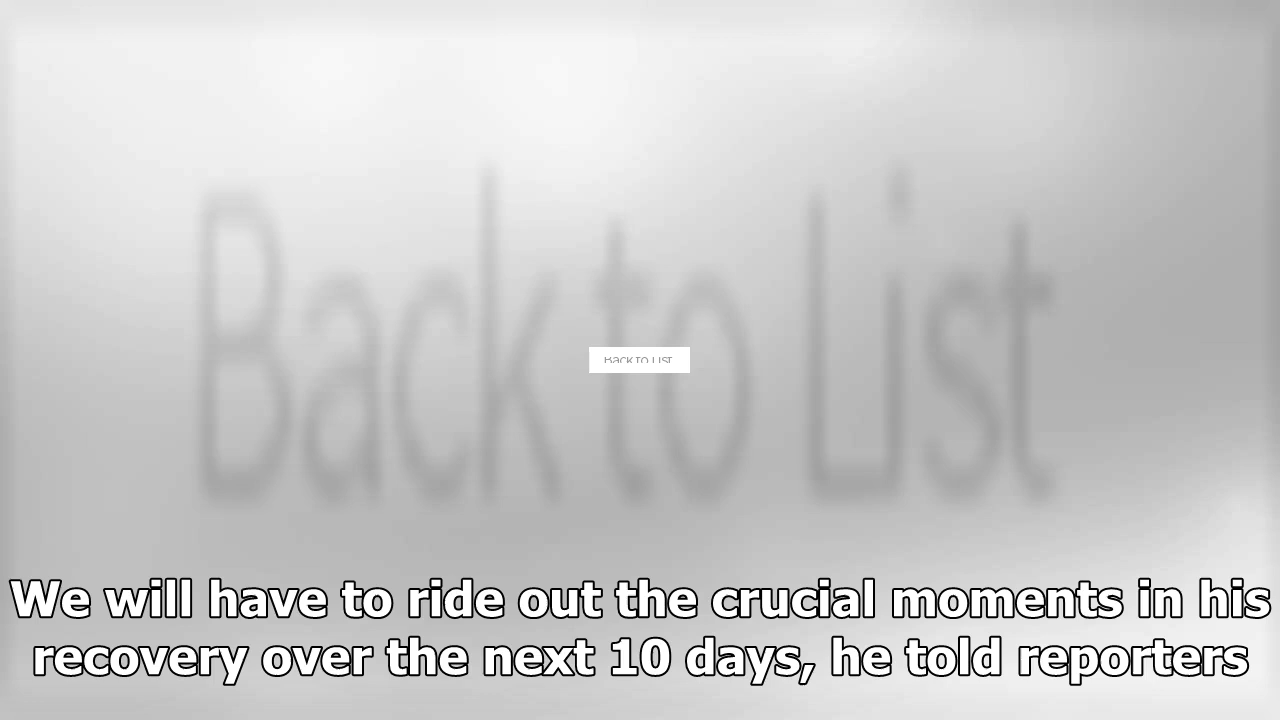 Back to List
Back to List
We will have to ride out the crucial moments in his
recovery over the next 10 days, he told reporters